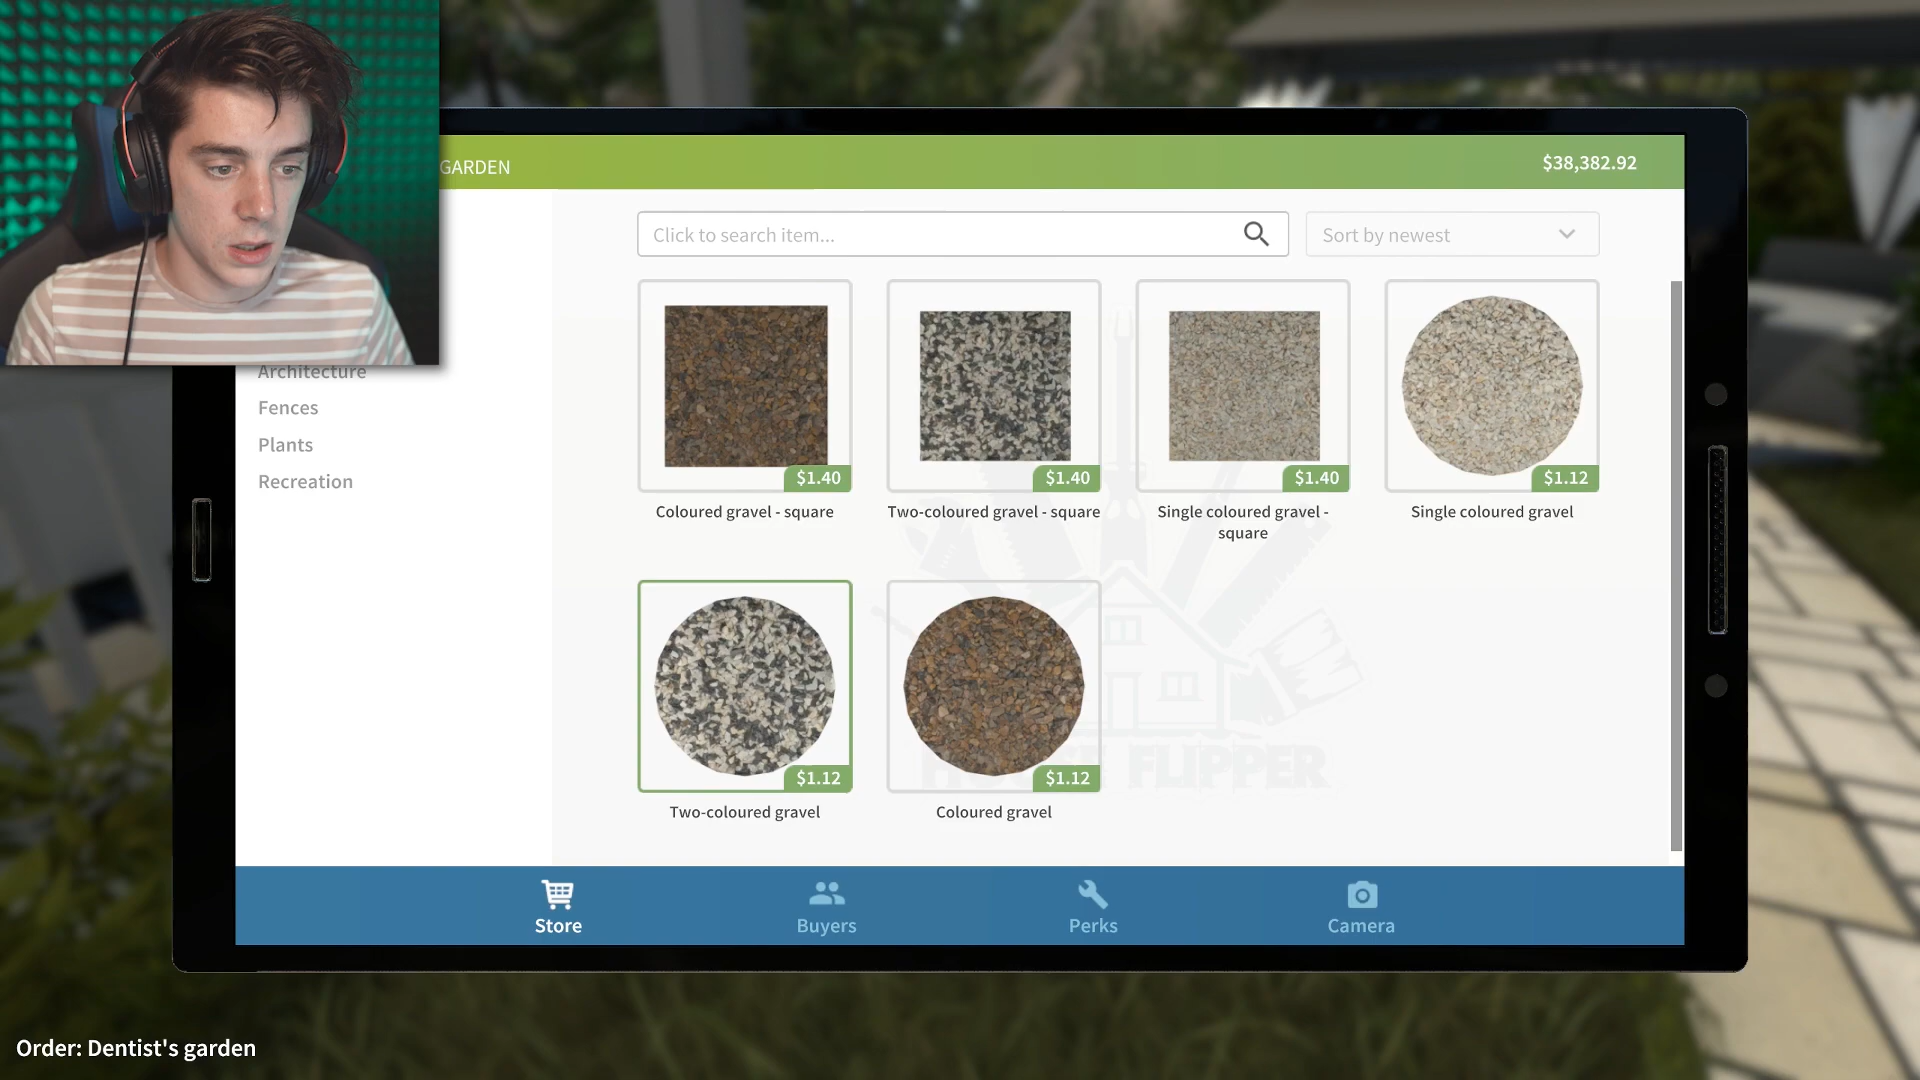 GARDEN
$38,382.92
Click to search item...
Sort by newest
Architecture
Fences
Plants
Recreation
$1.40
$1.40
$1.40
$1.12
Coloured gravel - square
Two-coloured gravel - square
Single coloured gravel -
square
Single coloured gravel
$1.12
$1.12
HOUSE FLIPPER
Two-coloured gravel
Coloured gravel
Store
Buyers
Perks
Camera
Order: Dentist's garden